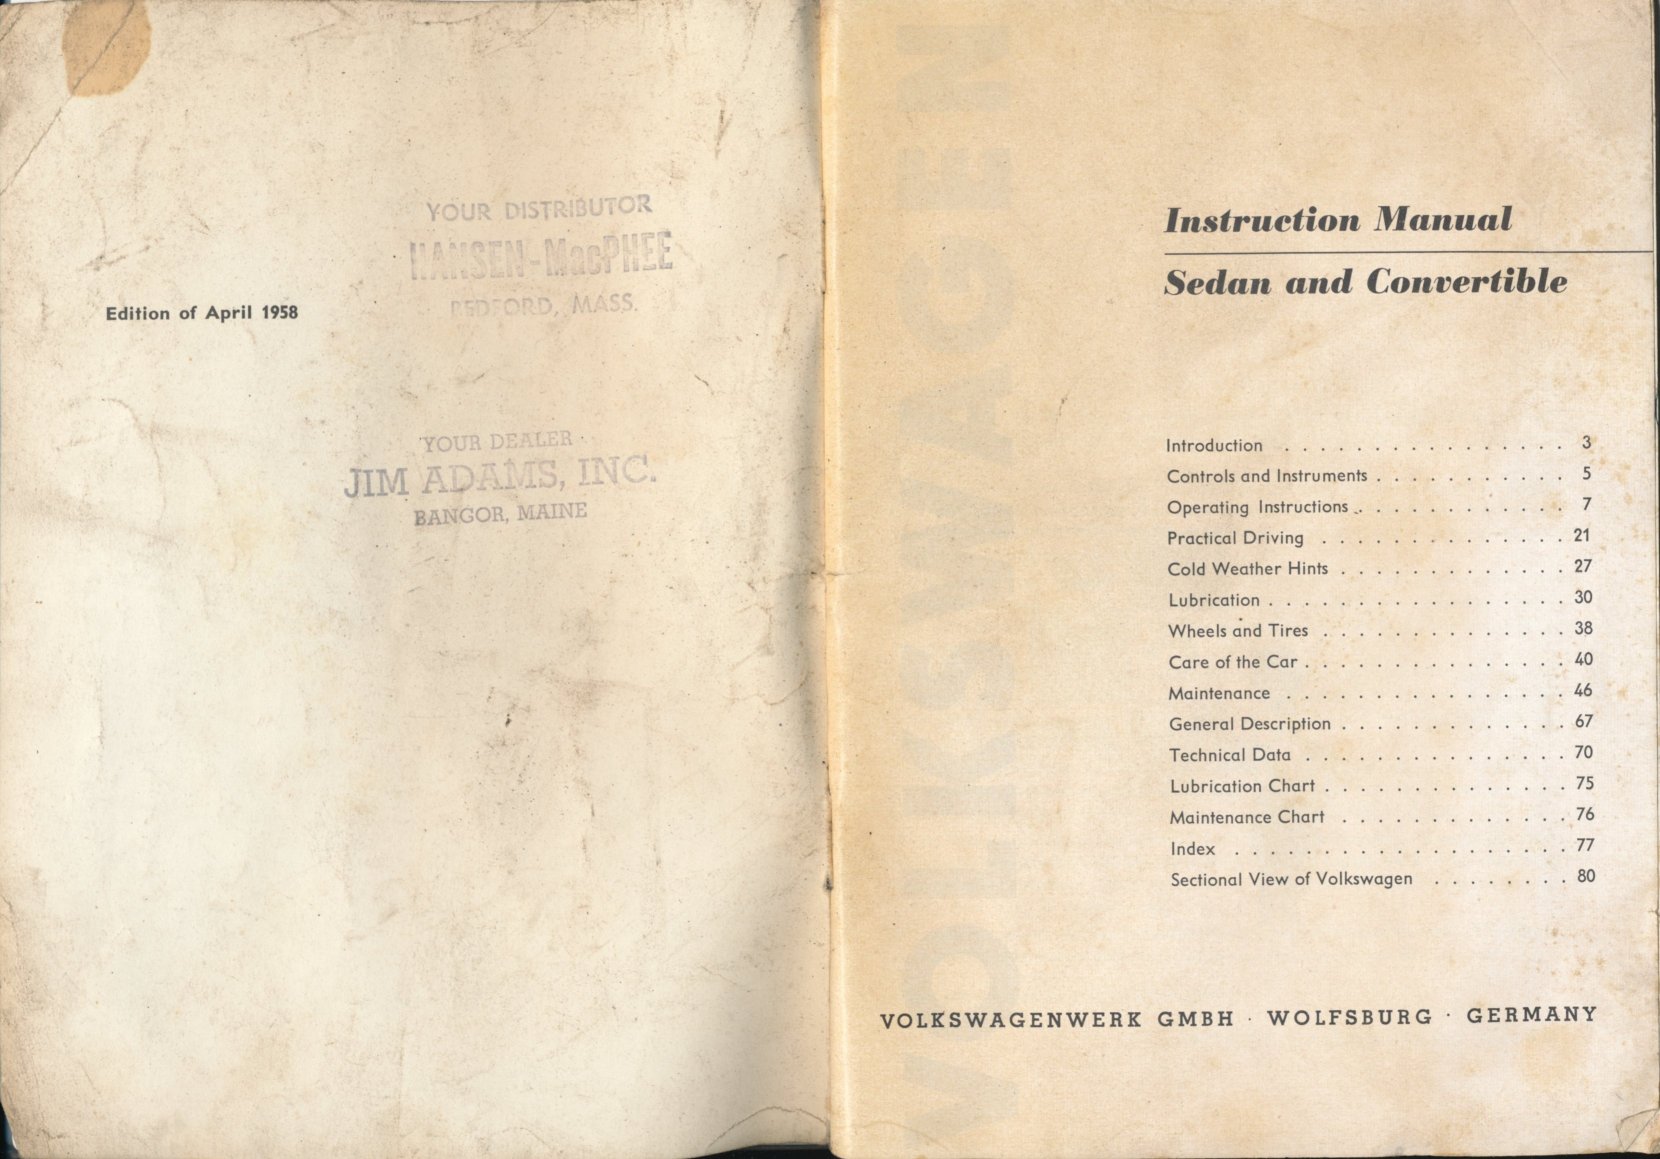 Edition of April 1958
YOUR DISTRIBUTOR
HANSEN-MacPHEE
BEDFORD, MASS.
YOUR DEALER
JIM ADAMS, INC.
BANGOR, MAINE
VOLKSWAGEN
Instruction Manual
Sedan and Convertible
Introduction . . . . . . . . . . . . . . . . 3
Controls and Instruments . . . . . . . . . . . 5
Operating Instructions . . . . . . . . . . . . 7
Practical Driving . . . . . . . . . . . . . . 21
Cold Weather Hints . . . . . . . . . . . . . 27
Lubrication . . . . . . . . . . . . . . . . . 30
Wheels and Tires . . . . . . . . . . . . . . 38
Care of the Car . . . . . . . . . . . . . . . 40
Maintenance . . . . . . . . . . . . . . . . 46
General Description . . . . . . . . . . . . . 67
Technical Data . . . . . . . . . . . . . . . 70
Lubrication Chart . . . . . . . . . . . . . . 75
Maintenance Chart . . . . . . . . . . . . . 76
Index . . . . . . . . . . . . . . . . . . . 77
Sectional View of Volkswagen . . . . . . . . 80
VOLKSWAGENWERK GMBH · WOLFSBURG · GERMANY